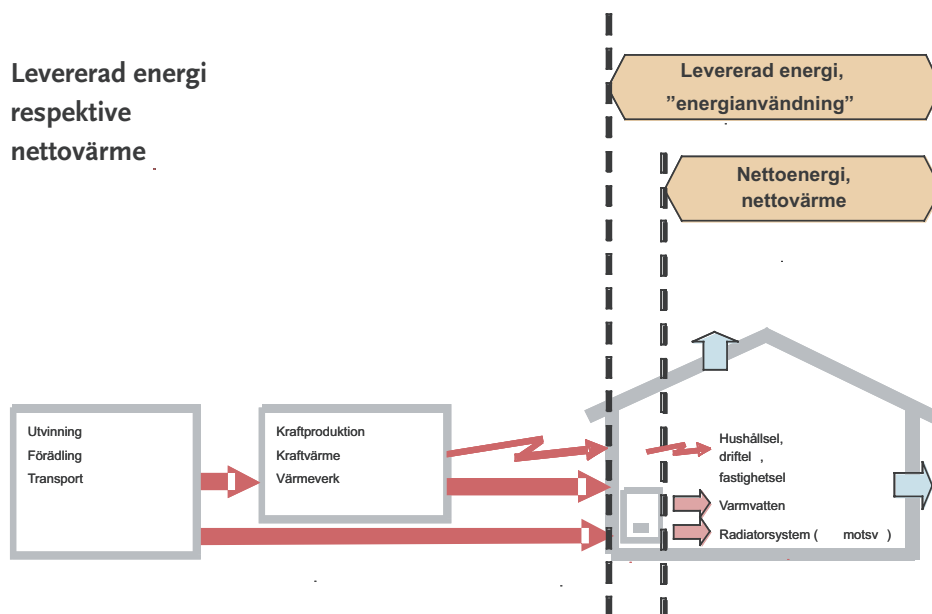 Levererad energi
respektive
nettovärme
Levererad energi,
”energianvändning”
Nettoenergi,
nettovärme
Utvinning
Förädling
Transport
Kraftproduktion
Kraftvärme
Värmeverk
Hushållsel,
driftel ,
fastighetsel
Varmvatten
Radiatorsystem ( motsv )